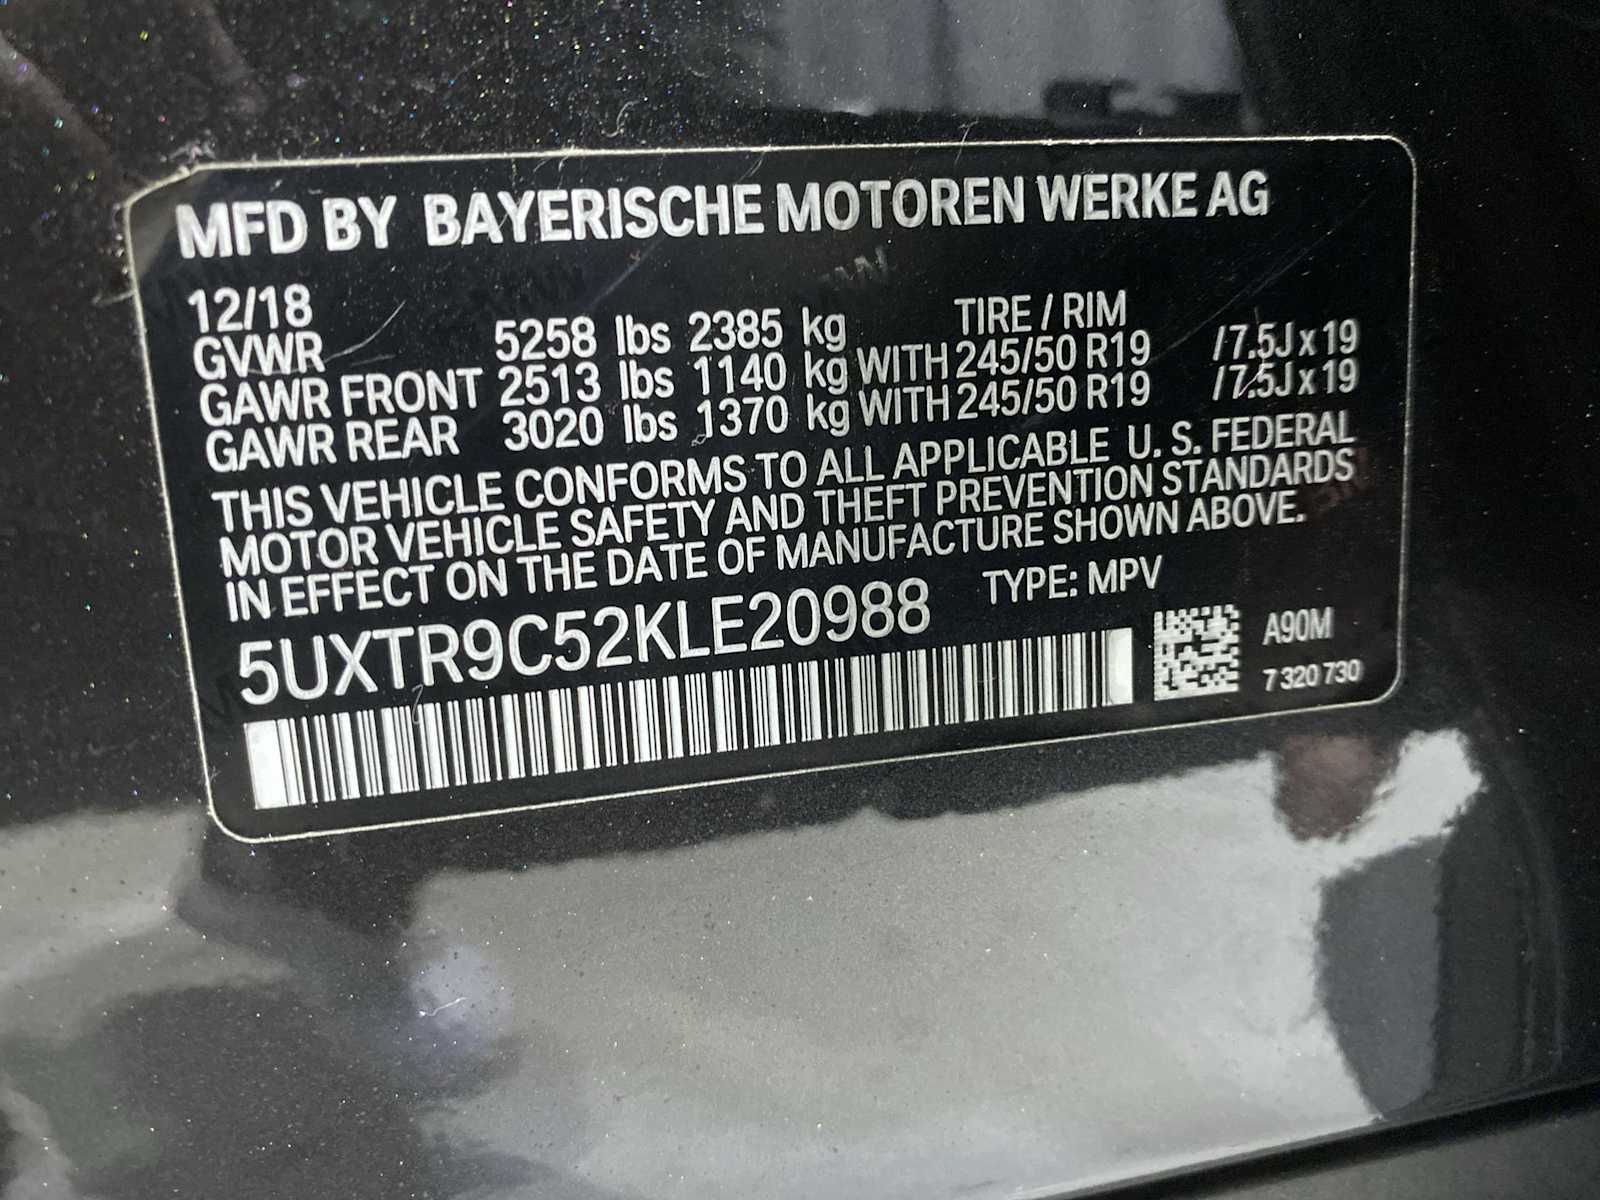 MFD BY BAYERISCHE MOTOREN WERKE AG
12/18 TIRE / RIM
GVWR 5258 lbs 2385 kg
GAWR FRONT 2513 lbs 1140 kg WITH 245/50 R19 /7.5J x 19
GAWR REAR 3020 lbs 1370 kg WITH 245/50 R19 /7.5J x 19
THIS VEHICLE CONFORMS TO ALL APPLICABLE U. S. FEDERAL
MOTOR VEHICLE SAFETY AND THEFT PREVENTION STANDARDS
IN EFFECT ON THE DATE OF MANUFACTURE SHOWN ABOVE.
5UXTR9C52KLE20988 TYPE: MPV
A90M
7 320 730